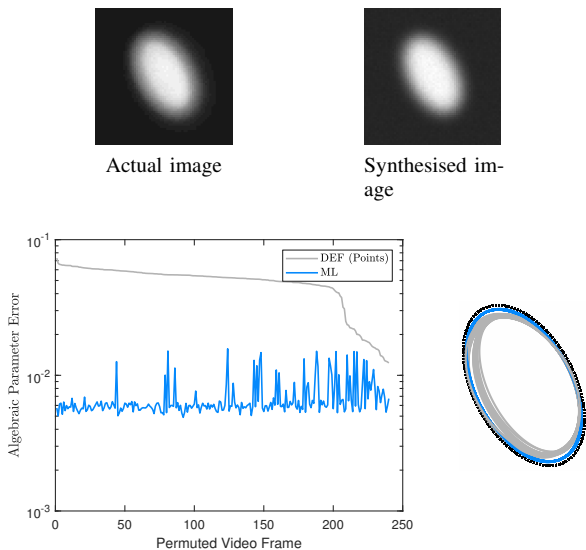 Actual image
Synthesised im-
age
10^-1
10^-2
10^-3
Algebraic Parameter Error
DEF (Points)
ML
0 50 100 150 200 250
Permuted Video Frame